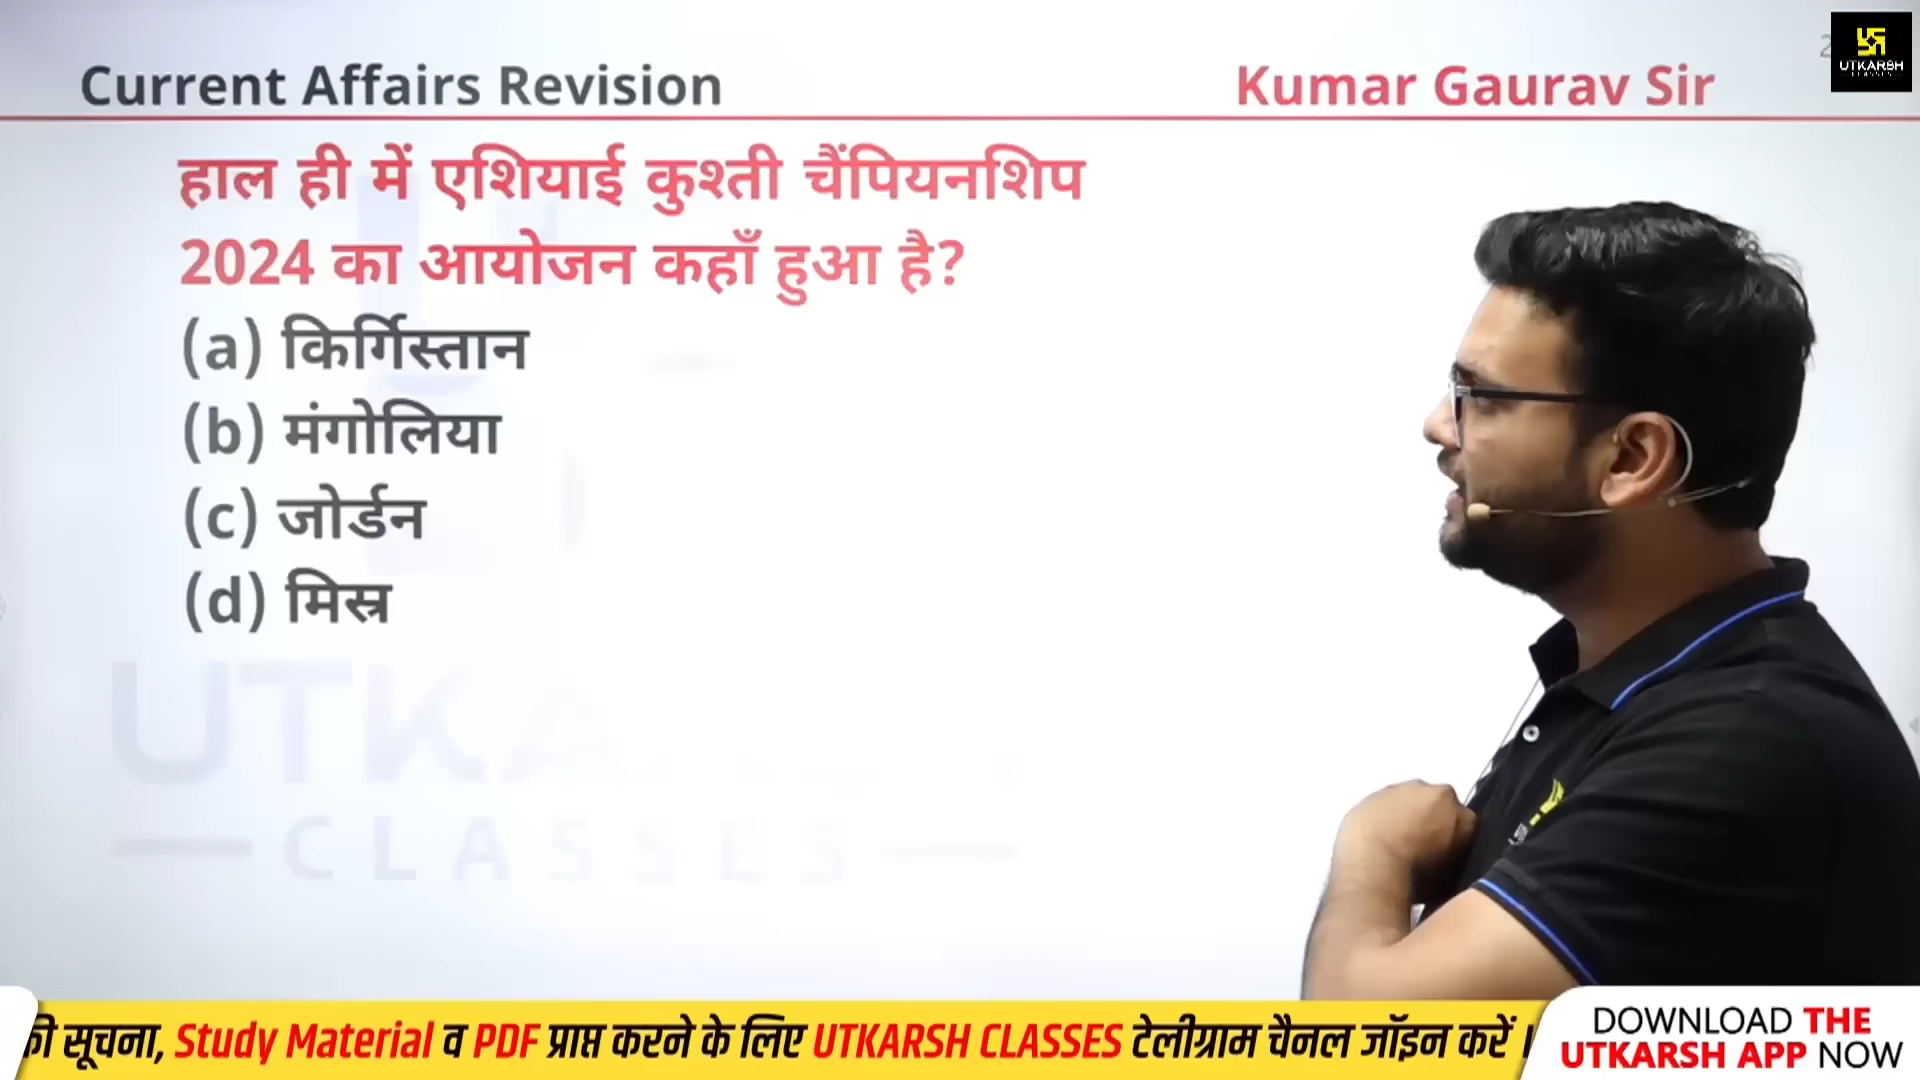 Current Affairs Revision
Kumar Gaurav Sir
UTKARSH
CLASSES
हाल ही में एशियाई कुश्ती चैंपियनशिप
2024 का आयोजन कहाँ हुआ है?
(a) किर्गिस्तान
(b) मंगोलिया
(c) जोर्डन
(d) मिस्र
UTKA
CLASSES
की सूचना, Study Material व PDF प्राप्त करने के लिए UTKARSH CLASSES टेलीग्राम चैनल जॉइन करें !
DOWNLOAD THE
UTKARSH APP NOW